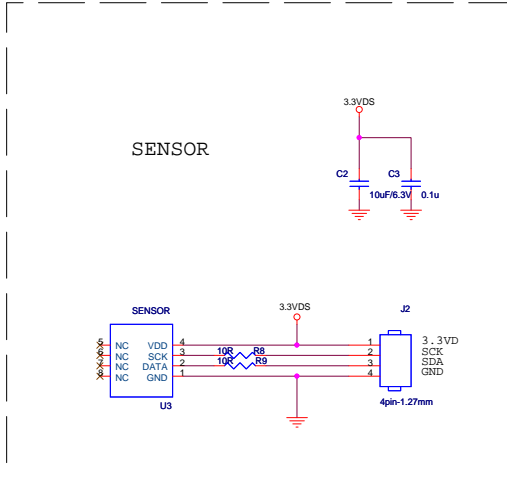 3.3VDS
SENSOR
C2
C3
10uF/6.3V
0.1u
SENSOR
3.3VDS
J2
5 NC VDD 4
6 NC SCK 3 10R R8
7 NC DATA 2 10R R9
8 NC GND 1
1 3.3VD
2 SCK
3 SDA
4 GND
U3
4pin-1.27mm